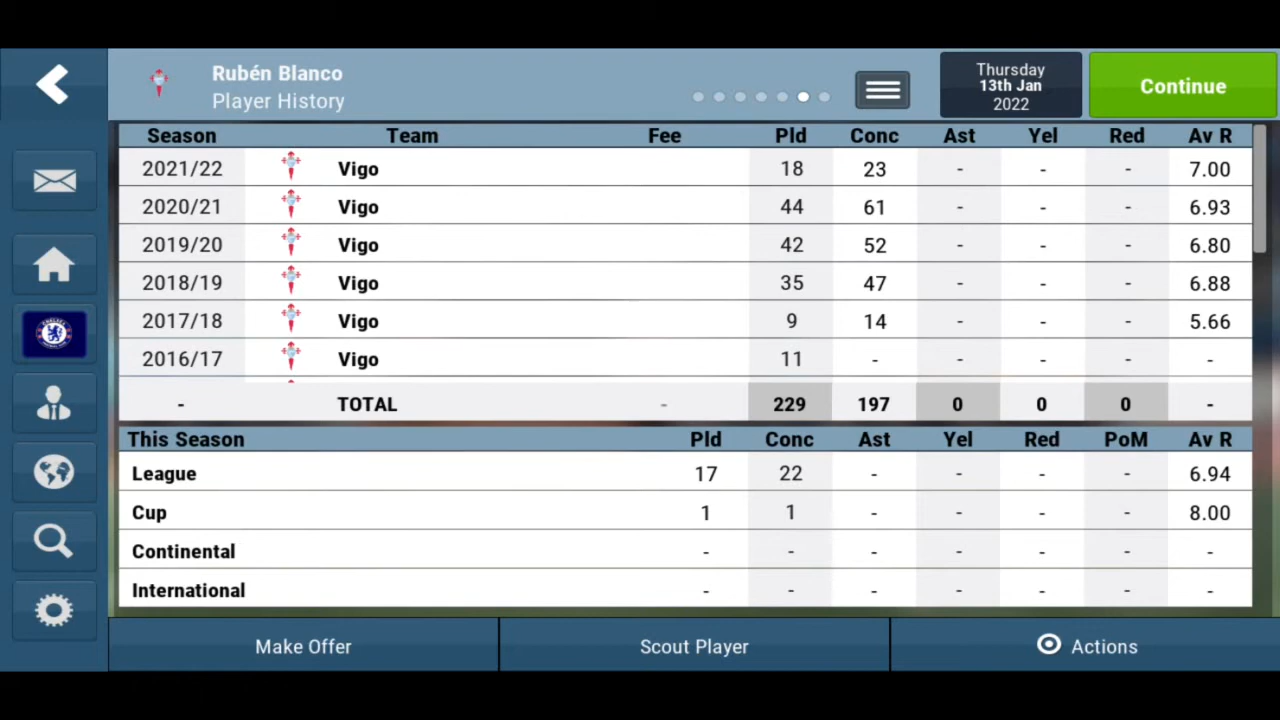 Rubén Blanco
Player History
Thursday
13th Jan
2022
Continue
Season Team Fee Pld Conc Ast Yel Red Av R
2021/22 Vigo 18 23 - - - 7.00
2020/21 Vigo 44 61 - - - 6.93
2019/20 Vigo 42 52 - - - 6.80
2018/19 Vigo 35 47 - - - 6.88
2017/18 Vigo 9 14 - - - 5.66
2016/17 Vigo 11 - - - - -
- TOTAL - 229 197 0 0 0 -
This Season Pld Conc Ast Yel Red PoM Av R
League 17 22 - - - - 6.94
Cup 1 1 - - - - 8.00
Continental - - - - - - -
International - - - - - - -
Make Offer Scout Player Actions